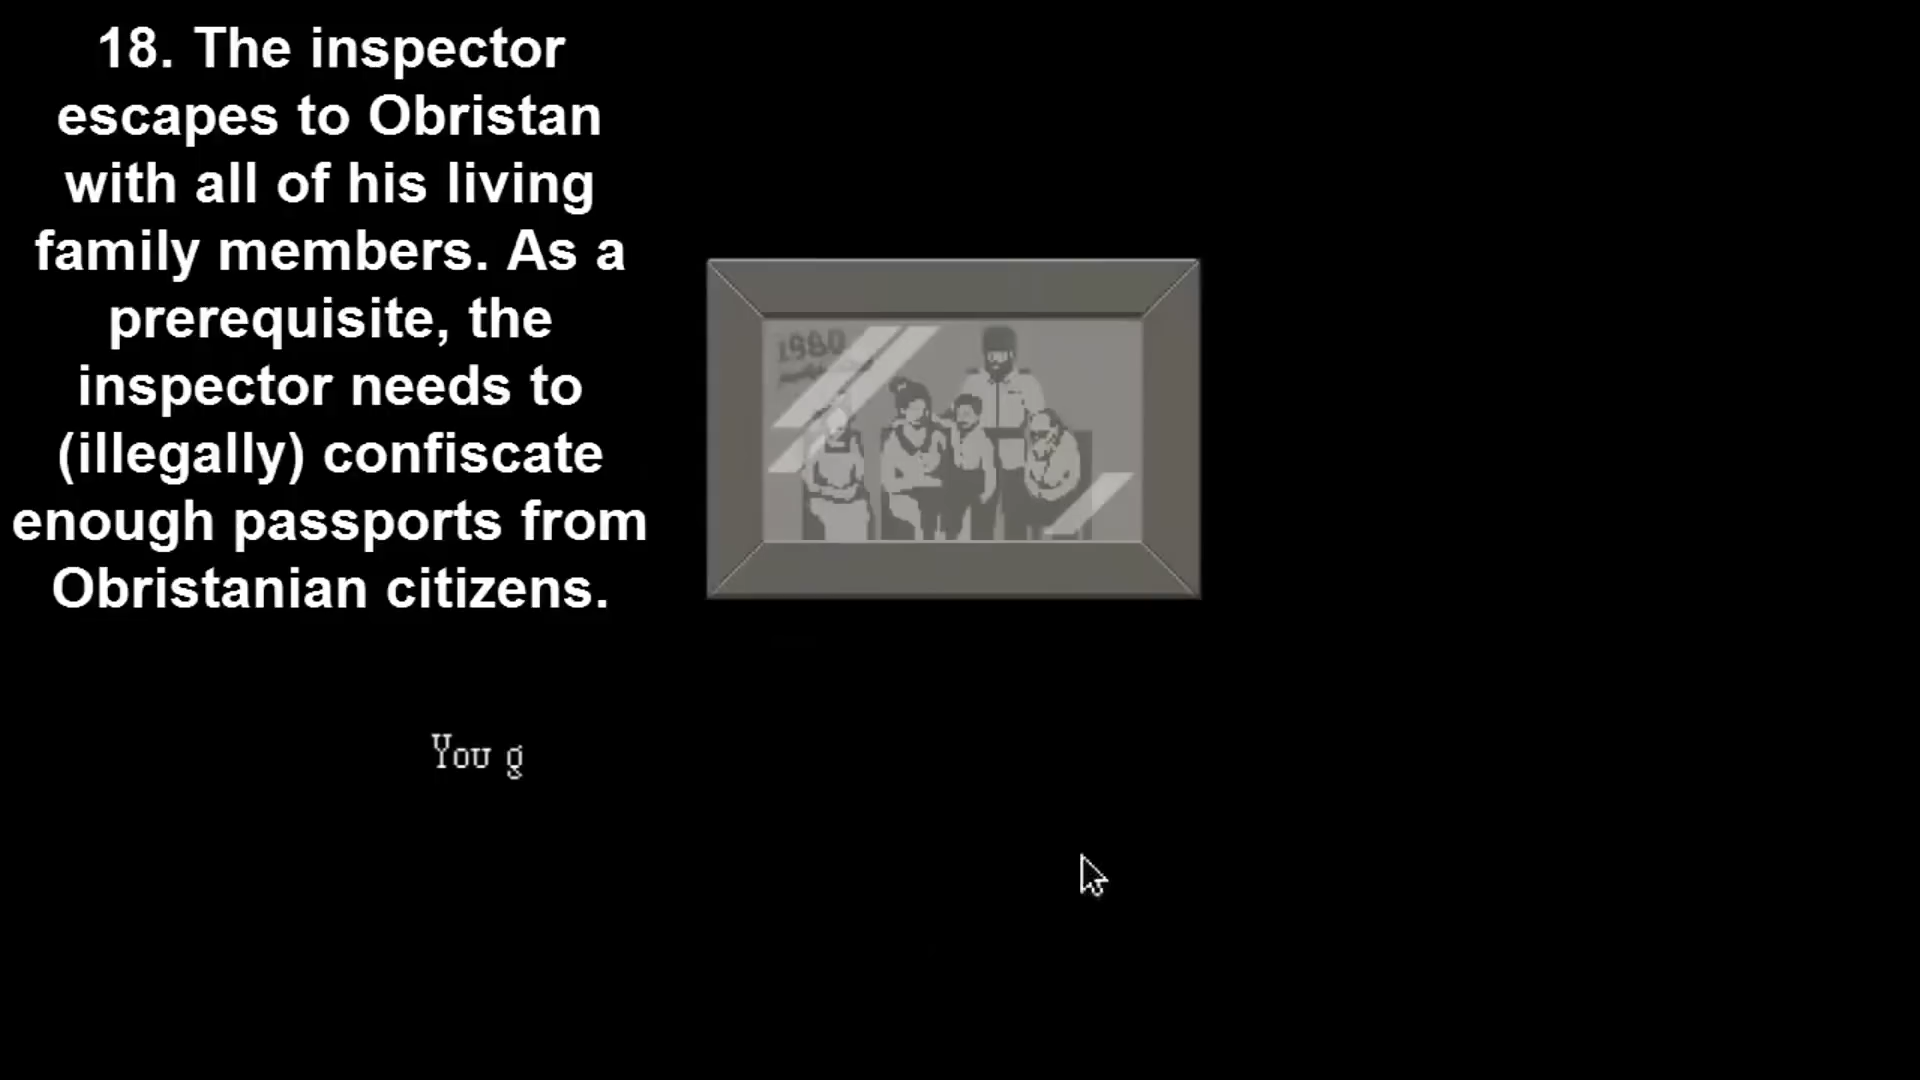 18. The inspector
escapes to Obristan
with all of his living
family members. As a
prerequisite, the
inspector needs to
(illegally) confiscate
enough passports from
Obristanian citizens.
1980
You g